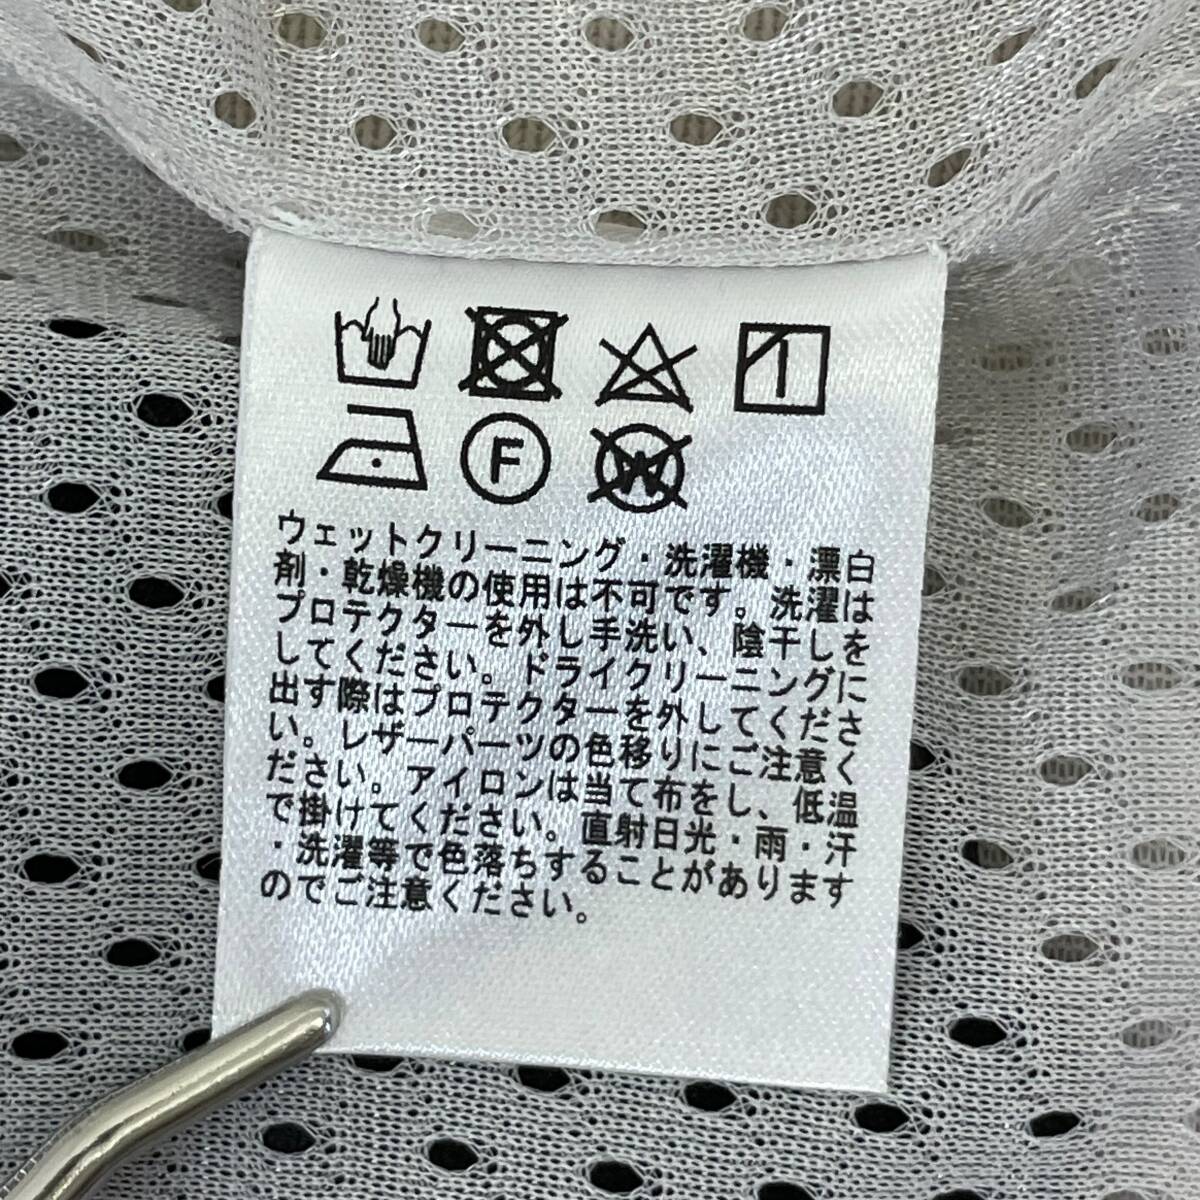 F
W
ウェットクリーニング・洗濯機・漂白
剤・乾燥機の使用は不可です。洗濯は
プロテクターを外し手洗い、陰干しを
してください。ドライクリーニングに
出す際はプロテクターを外してくださ
い。レザーパーツの色移りにご注意く
ださい。アイロンは当て布をし、低温
で掛けてください。直射日光・雨・汗
・洗濯等で色落ちすることがあります
のでご注意ください。